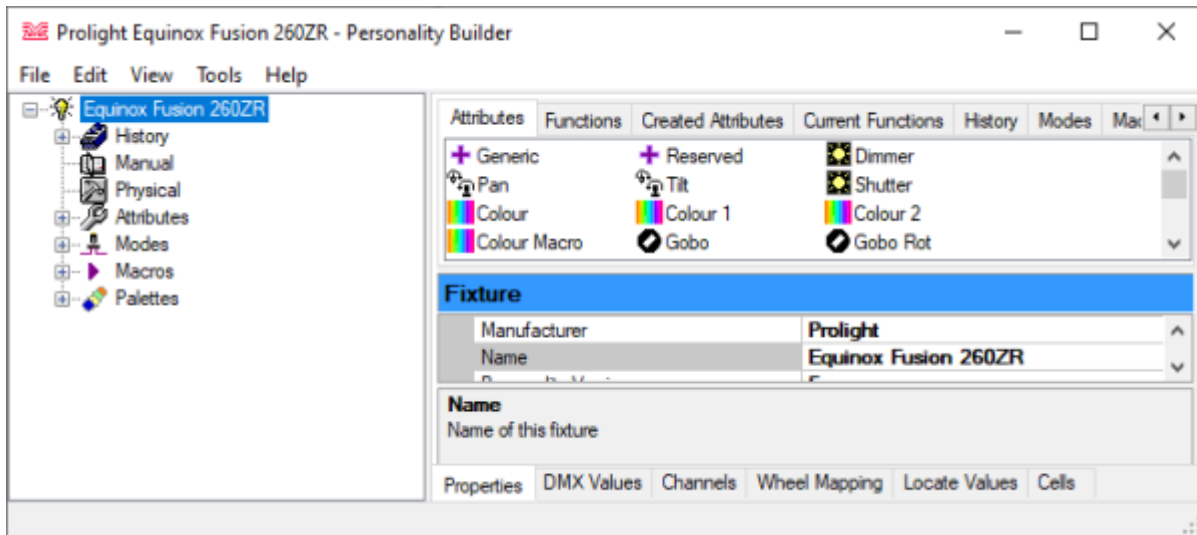 Prolight Equinox Fusion 260ZR - Personality Builder
File Edit View Tools Help
Equinox Fusion 260ZR
History
Manual
Physical
Attributes
Modes
Macros
Palettes
Attributes Functions Created Attributes Current Functions History Modes
Generic Reserved Dimmer
Pan Tilt Shutter
Colour Colour 1 Colour 2
Colour Macro Gobo Gobo Rot
Fixture
Manufacturer Prolight
Name Equinox Fusion 260ZR
Name
Name of this fixture
Properties DMX Values Channels Wheel Mapping Locate Values Cells